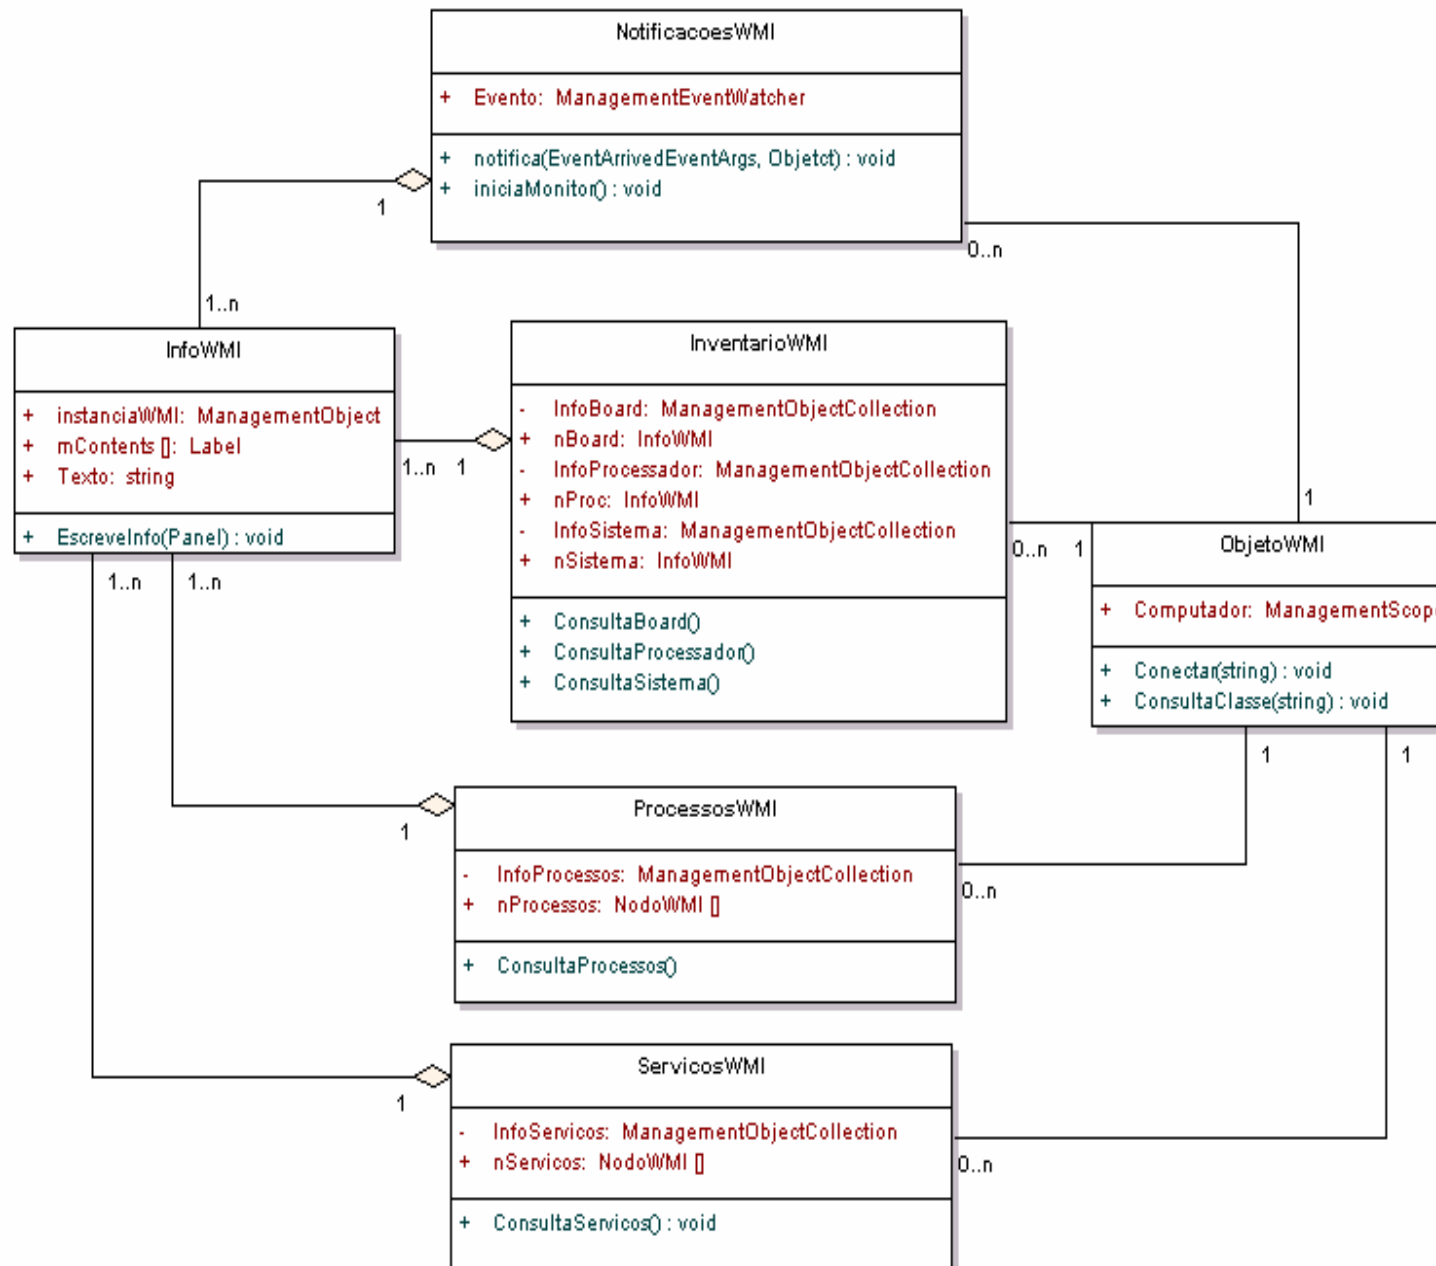 NotificacoesWMI
+ Evento: ManagementEventWatcher
+ notifica(EventArrivedEventArgs, Objetct) : void
+ iniciaMonitor() : void
1
0..n
1..n
InfoWMI
+ instanciaWMI: ManagementObject
+ mContents []: Label
+ Texto: string
+ EscreveInfo(Panel) : void
1..n 1
InventarioWMI
- InfoBoard: ManagementObjectCollection
+ nBoard: InfoWMI
- InfoProcessador: ManagementObjectCollection
+ nProc: InfoWMI
- InfoSistema: ManagementObjectCollection
+ nSistema: InfoWMI
+ ConsultaBoard()
+ ConsultaProcessador()
+ ConsultaSistema()
1
0..n 1
ObjetoWMI
+ Computador: ManagementScope
+ Conectar(string) : void
+ ConsultaClasse(string) : void
1..n
1..n
1
1
ProcessosWMI
- InfoProcessos: ManagementObjectCollection
+ nProcessos: NodoWMI []
+ ConsultaProcessos()
1
0..n
ServicosWMI
- InfoServicos: ManagementObjectCollection
+ nServicos: NodoWMI []
+ ConsultaServicos() : void
1
0..n